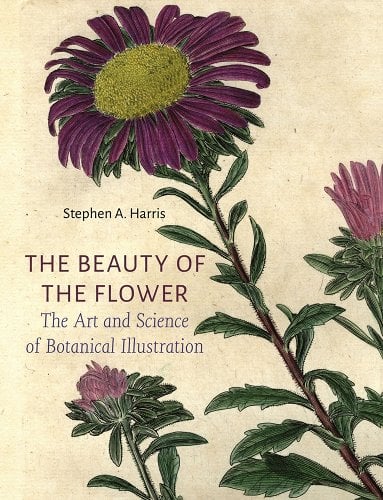 Stephen A. Harris
THE BEAUTY OF
THE FLOWER
The Art and Science
of Botanical Illustration